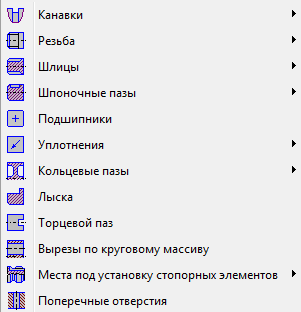 Канавки
Резьба
Шлицы
Шпоночные пазы
Подшипники
Уплотнения
Кольцевые пазы
Лыска
Торцевой паз
Вырезы по круговому массиву
Места под установку стопорных элементов
Поперечные отверстия